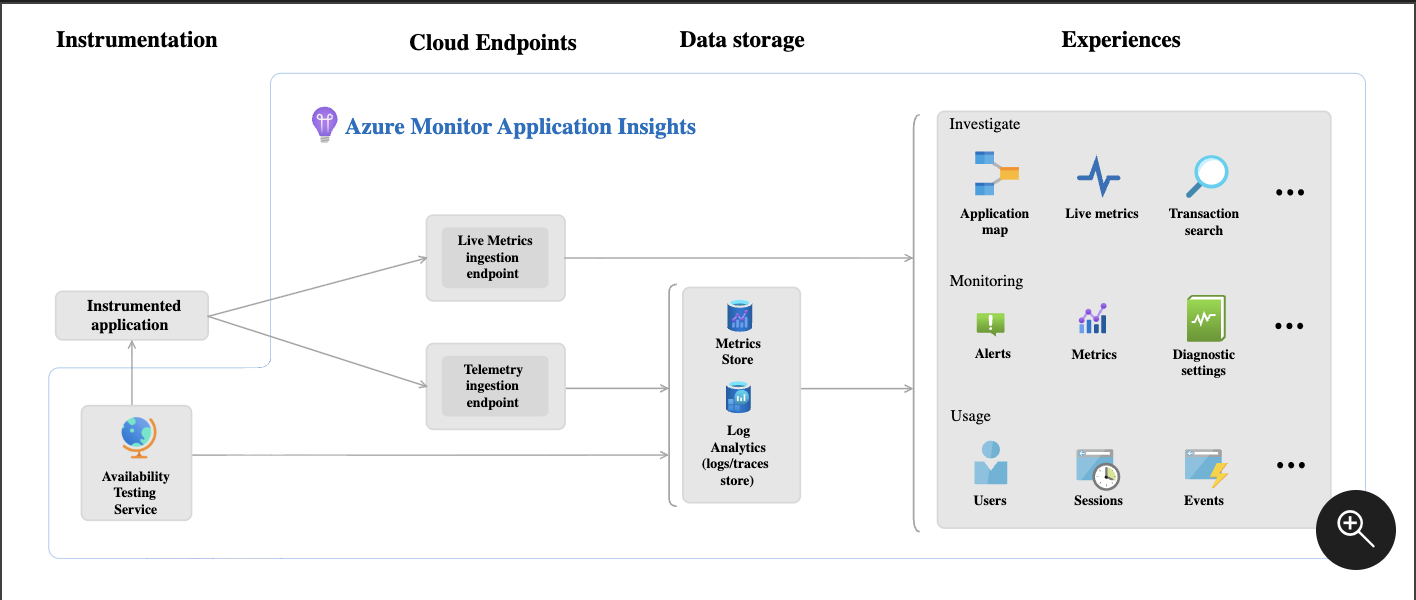 Instrumentation
Cloud Endpoints
Data storage
Experiences
Azure Monitor Application Insights
Instrumented
application
Availability
Testing
Service
Live Metrics
ingestion
endpoint
Telemetry
ingestion
endpoint
Metrics
Store
Log
Analytics
(logs/traces
store)
Investigate
Application
map
Live metrics
Transaction
search
•••
Monitoring
Alerts
Metrics
Diagnostic
settings
•••
Usage
Users
Sessions
Events
•••